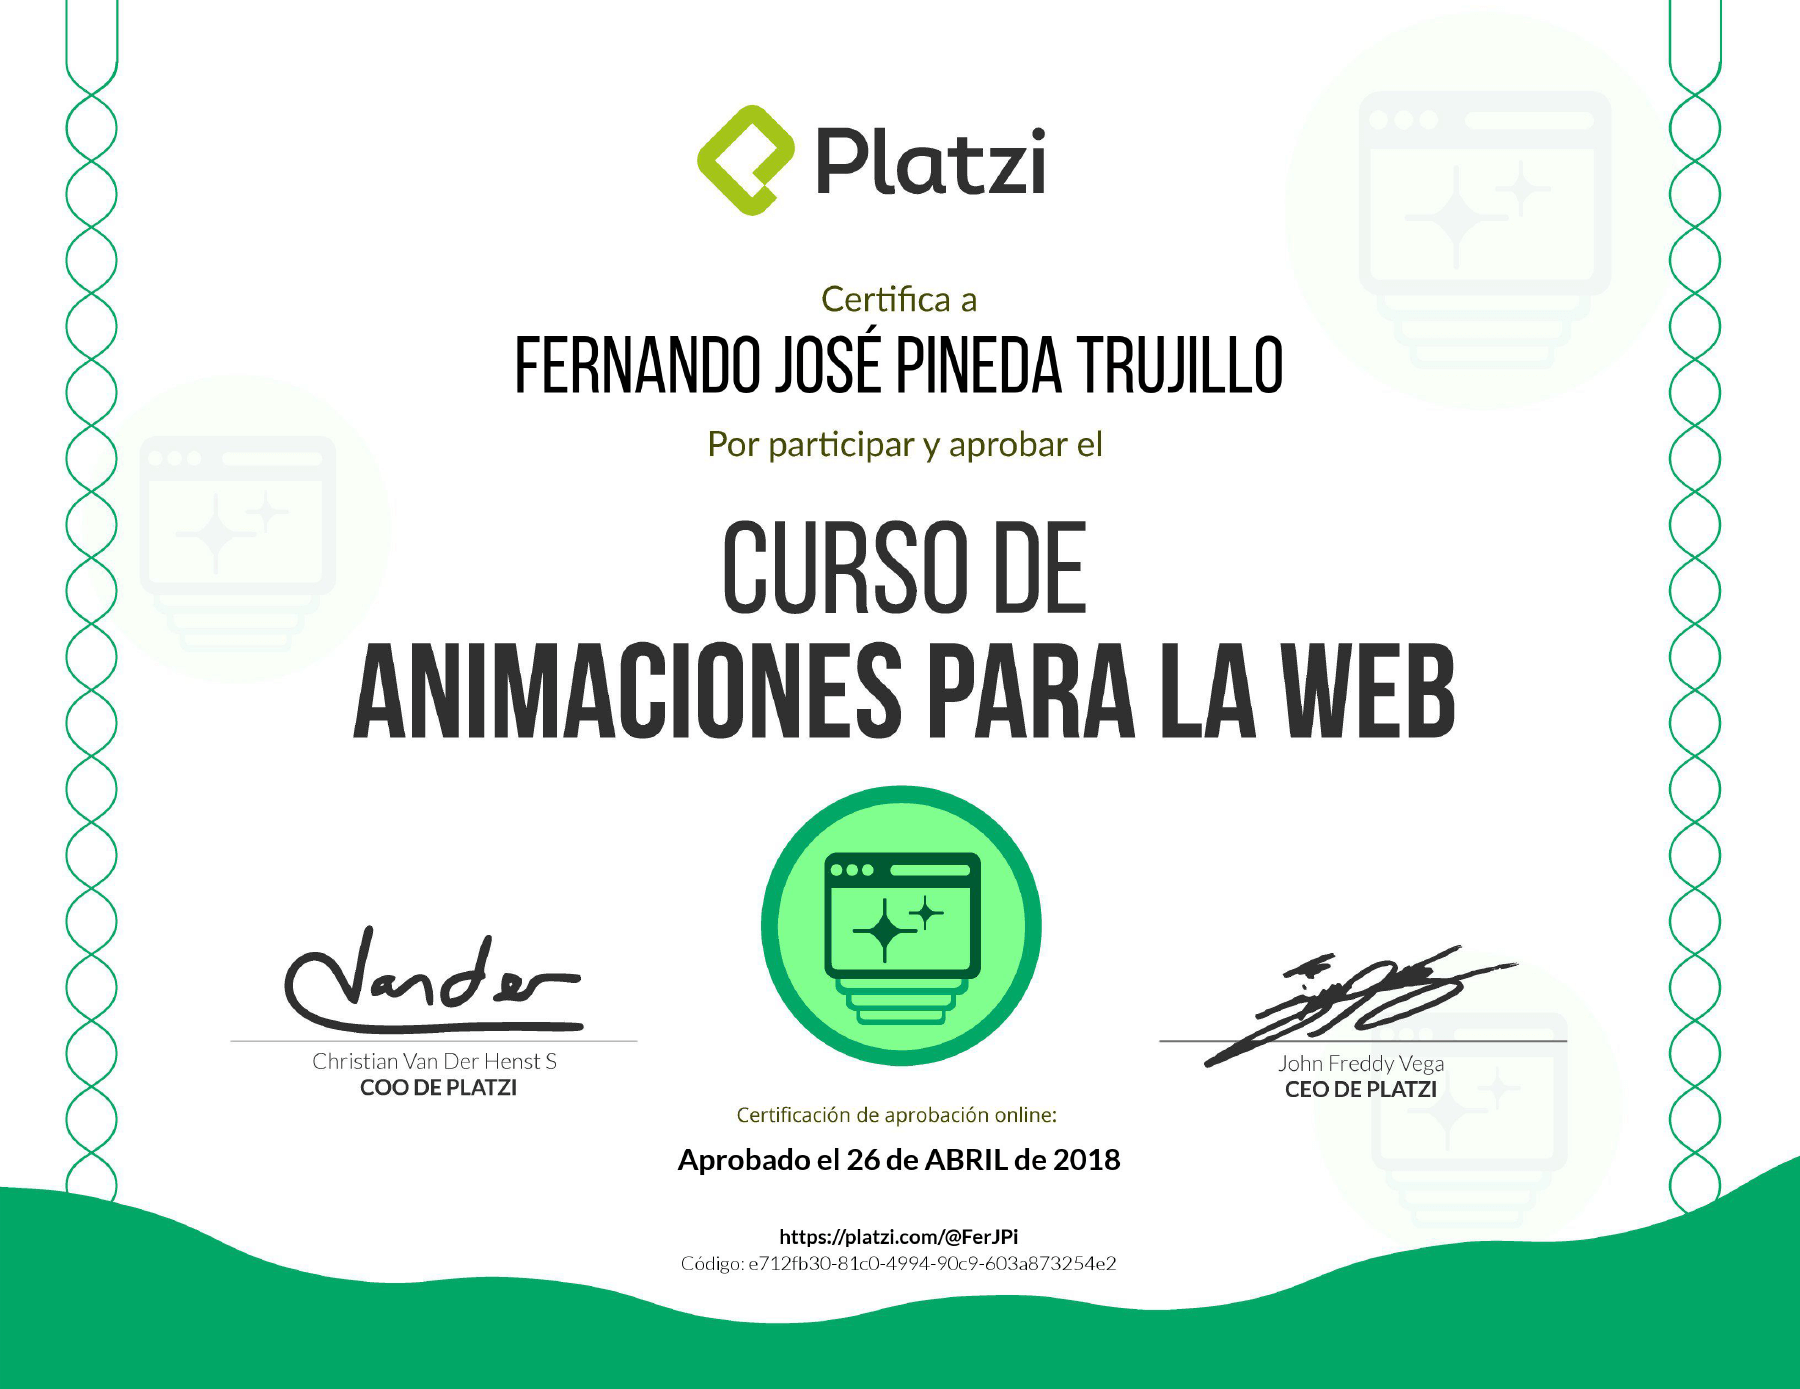 Platzi
Certifica a
FERNANDO JOSÉ PINEDA TRUJILLO
Por participar y aprobar el
CURSO DE
ANIMACIONES PARA LA WEB
Vander
Christian Van Der Henst S
COO DE PLATZI
John Freddy Vega
CEO DE PLATZI
Certificación de aprobación online:
Aprobado el 26 de ABRIL de 2018
https://platzi.com/@FerJPi
Código: e712fb30-81c0-4994-90c9-603a873254e2